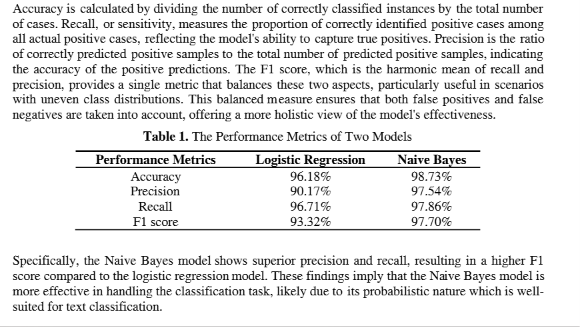 Accuracy is calculated by dividing the number of correctly classified instances by the total number
of cases. Recall, or sensitivity, measures the proportion of correctly identified positive cases among
all actual positive cases, reflecting the model's ability to capture true positives. Precision is the ratio
of correctly predicted positive samples to the total number of predicted positive samples, indicating
the accuracy of the positive predictions. The F1 score, which is the harmonic mean of recall and
precision, provides a single metric that balances these two aspects, particularly useful in scenarios
with uneven class distributions. This balanced measure ensures that both false positives and false
negatives are taken into account, offering a more holistic view of the model's effectiveness.
Table 1. The Performance Metrics of Two Models
Performance Metrics Logistic Regression Naive Bayes
Accuracy 96.18% 98.73%
Precision 90.17% 97.54%
Recall 96.71% 97.86%
F1 score 93.32% 97.70%
Specifically, the Naive Bayes model shows superior precision and recall, resulting in a higher F1
score compared to the logistic regression model. These findings imply that the Naive Bayes model is
more effective in handling the classification task, likely due to its probabilistic nature which is well-
suited for text classification.